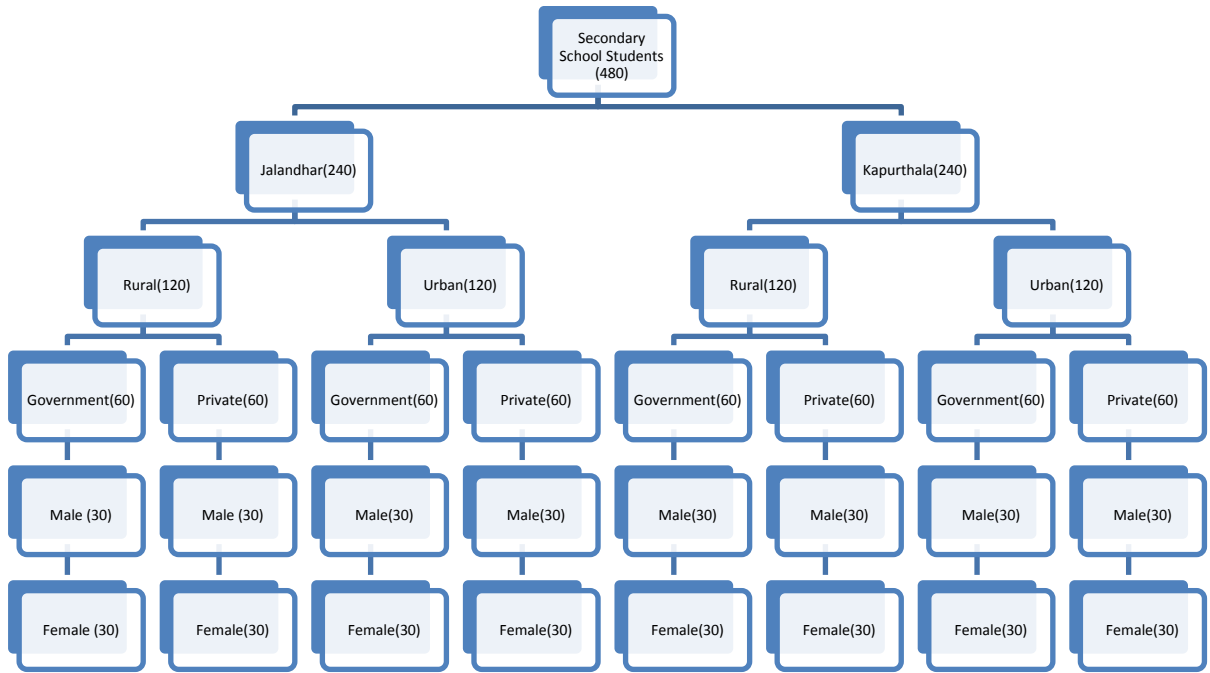 Secondary
School Students
(480)
Jalandhar(240)
Kapurthala(240)
Rural(120)
Urban(120)
Rural(120)
Urban(120)
Government(60)
Private(60)
Government(60)
Private(60)
Government(60)
Private(60)
Government(60)
Private(60)
Male (30)
Male (30)
Male(30)
Male(30)
Male(30)
Male(30)
Male(30)
Male(30)
Female (30)
Female(30)
Female(30)
Female(30)
Female(30)
Female(30)
Female(30)
Female(30)